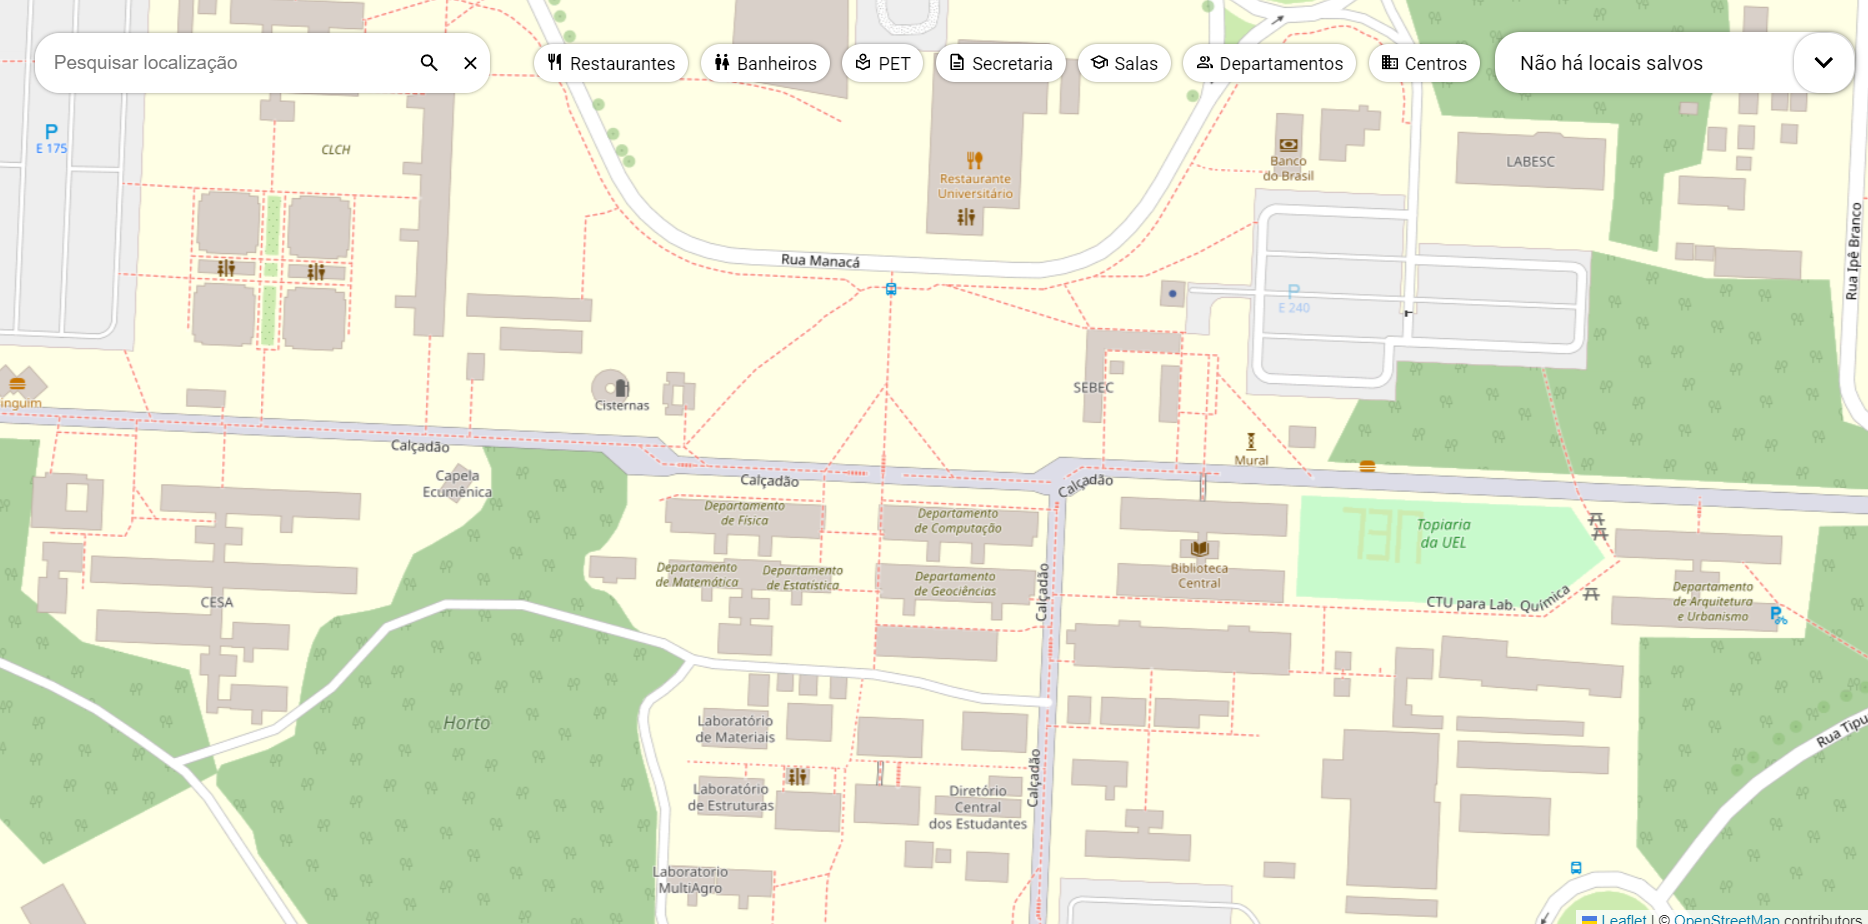 Pesquisar localização
Restaurantes
Banheiros
PET
Secretaria
Salas
Departamentos
Centros
Não há locais salvos
P
E 175
CLCH
Restaurante
Universitário
Banco
do Brasil
LABESC
Rua Ipê Branco
Rua Manacá
P
E 240
inguim
Cisternas
SEBEC
Mural
Calçadão
Capela
Ecumênica
Calçadão
Calçadão
Departamento
de Física
Departamento
de Computação
Topiaria
da UEL
UEL
Biblioteca
Central
Departamento
de Matemática
Departamento
de Estatística
Departamento
de Geociências
Calçadão
CTU para Lab. Química
Departamento
de Arquitetura
e Urbanismo
P
CESA
Horto
Laboratório
de Materiais
Rua Tipu
Calçadão
Laboratório
de Estruturas
Diretório
Central
dos Estudantes
Laboratorio
MultiAgro
Leaflet | © OpenStreetMap contributors